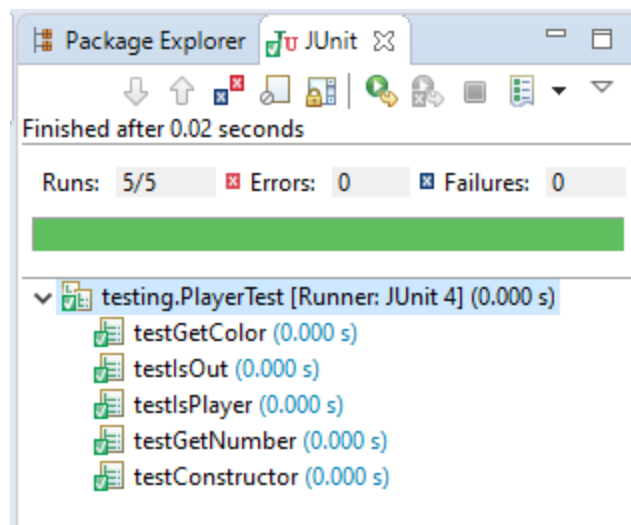 Package Explorer JUnit
Finished after 0.02 seconds
Runs: 5/5 Errors: 0 Failures: 0
testing.PlayerTest [Runner: JUnit 4] (0.000 s)
testGetColor (0.000 s)
testIsOut (0.000 s)
testIsPlayer (0.000 s)
testGetNumber (0.000 s)
testConstructor (0.000 s)